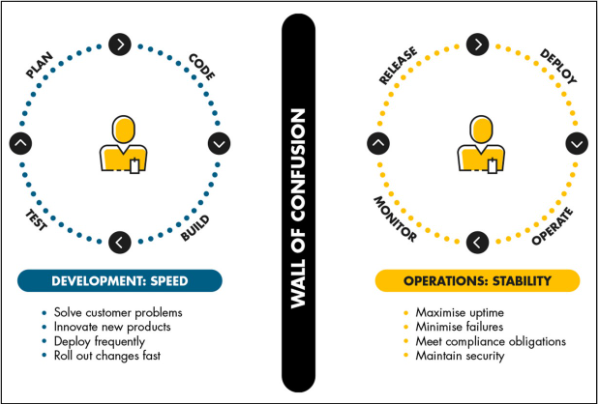 PLAN
CODE
TEST
BUILD
DEVELOPMENT: SPEED
• Solve customer problems
• Innovate new products
• Deploy frequently
• Roll out changes fast
WALL OF CONFUSION
RELEASE
DEPLOY
MONITOR
OPERATE
OPERATIONS: STABILITY
• Maximise uptime
• Minimise failures
• Meet compliance obligations
• Maintain security